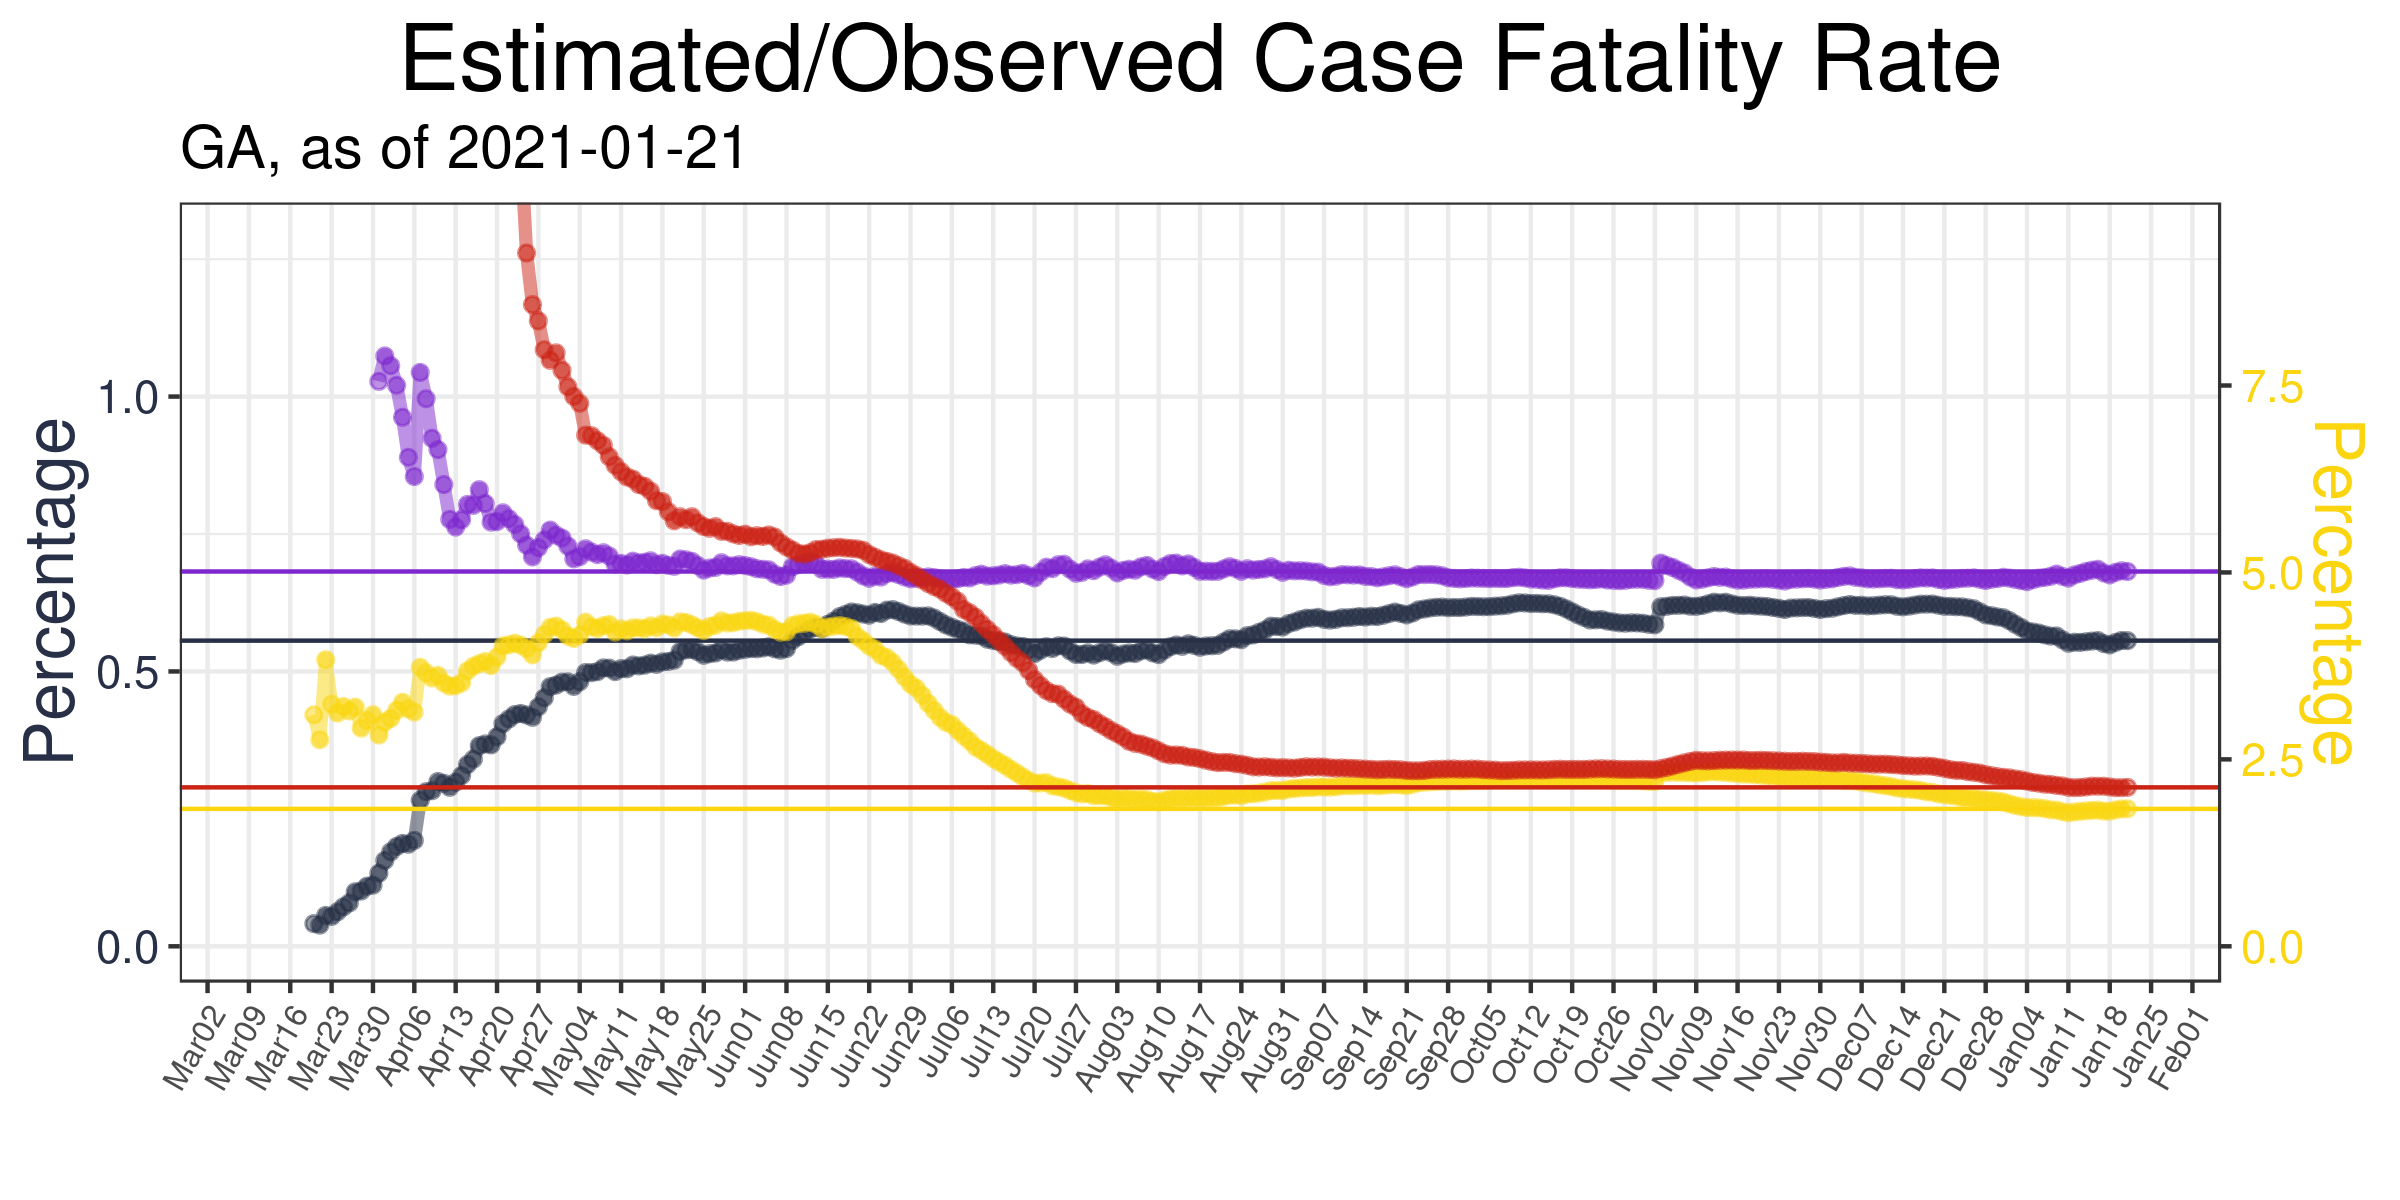 Estimated/Observed Case Fatality Rate
GA, as of 2021-01-21
Percentage
1.0
0.5
0.0
7.5
5.0
2.5
0.0
Percentage
Mar02 Mar09 Mar16 Mar23 Mar30 Apr06 Apr13 Apr20 Apr27 May04 May11 May18 May25 Jun01 Jun08 Jun15 Jun22 Jun29 Jul06 Jul13 Jul20 Jul27 Aug03 Aug10 Aug17 Aug24 Aug31 Sep07 Sep14 Sep21 Sep28 Oct05 Oct12 Oct19 Oct26 Nov02 Nov09 Nov16 Nov23 Nov30 Dec07 Dec14 Dec21 Dec28 Jan04 Jan11 Jan18 Jan25 Feb01